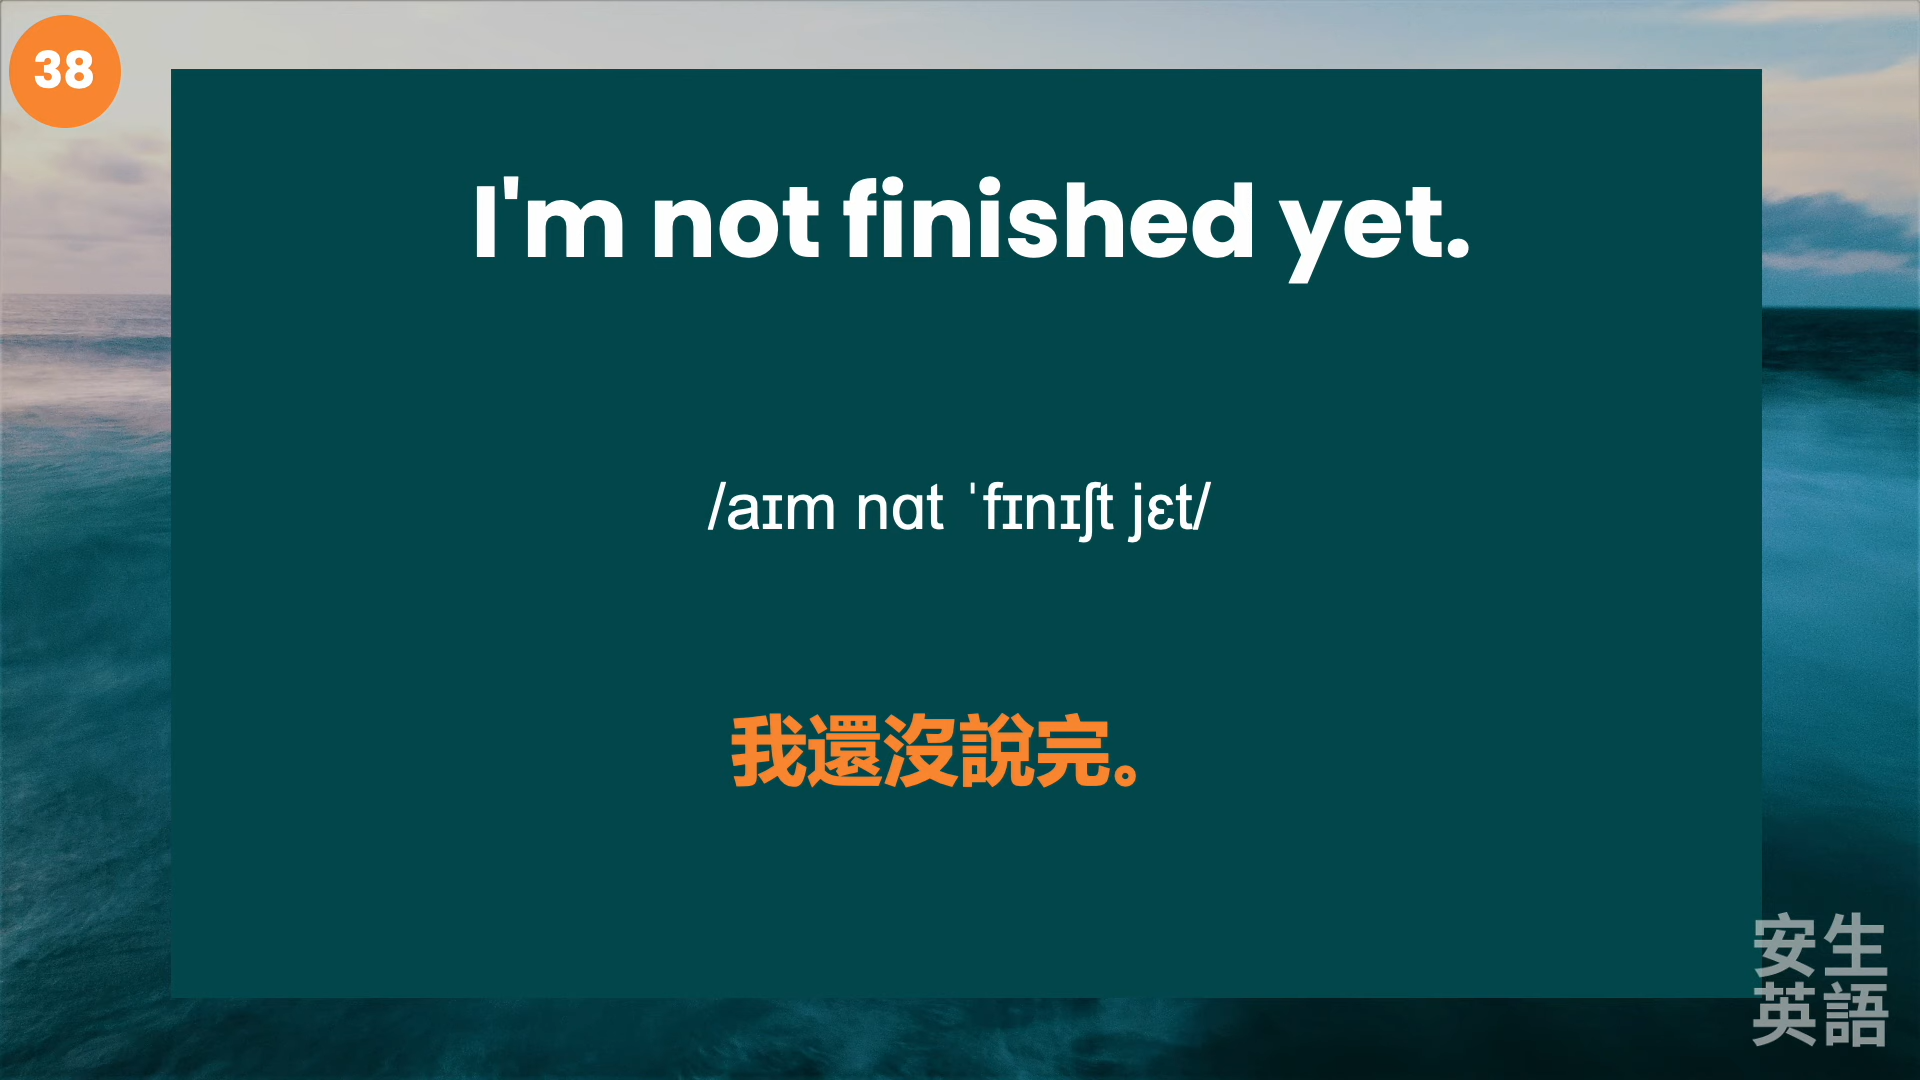 38
I'm not finished yet.
/aɪm nɑt ˈfɪnɪʃt jɛt/
我還沒說完。
安生
英語